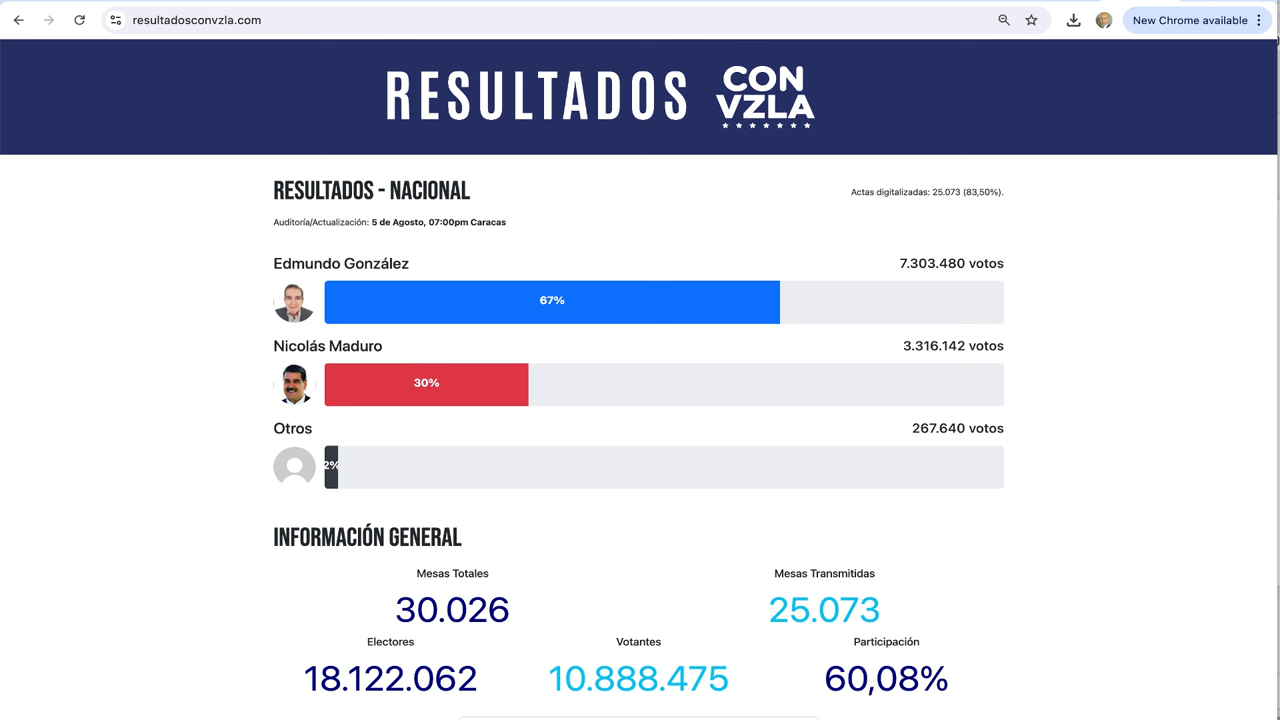 resultadosconvzla.com
New Chrome available
RESULTADOS
CON
VZLA
RESULTADOS - NACIONAL
Actas digitalizadas: 25.073 (83,50%).
Auditoría/Actualización: 5 de Agosto, 07:00pm Caracas
Edmundo González
7.303.480 votos
67%
Nicolás Maduro
3.316.142 votos
30%
Otros
267.640 votos
2%
INFORMACIÓN GENERAL
Mesas Totales
Mesas Transmitidas
30.026
25.073
Electores
Votantes
Participación
18.122.062
10.888.475
60,08%